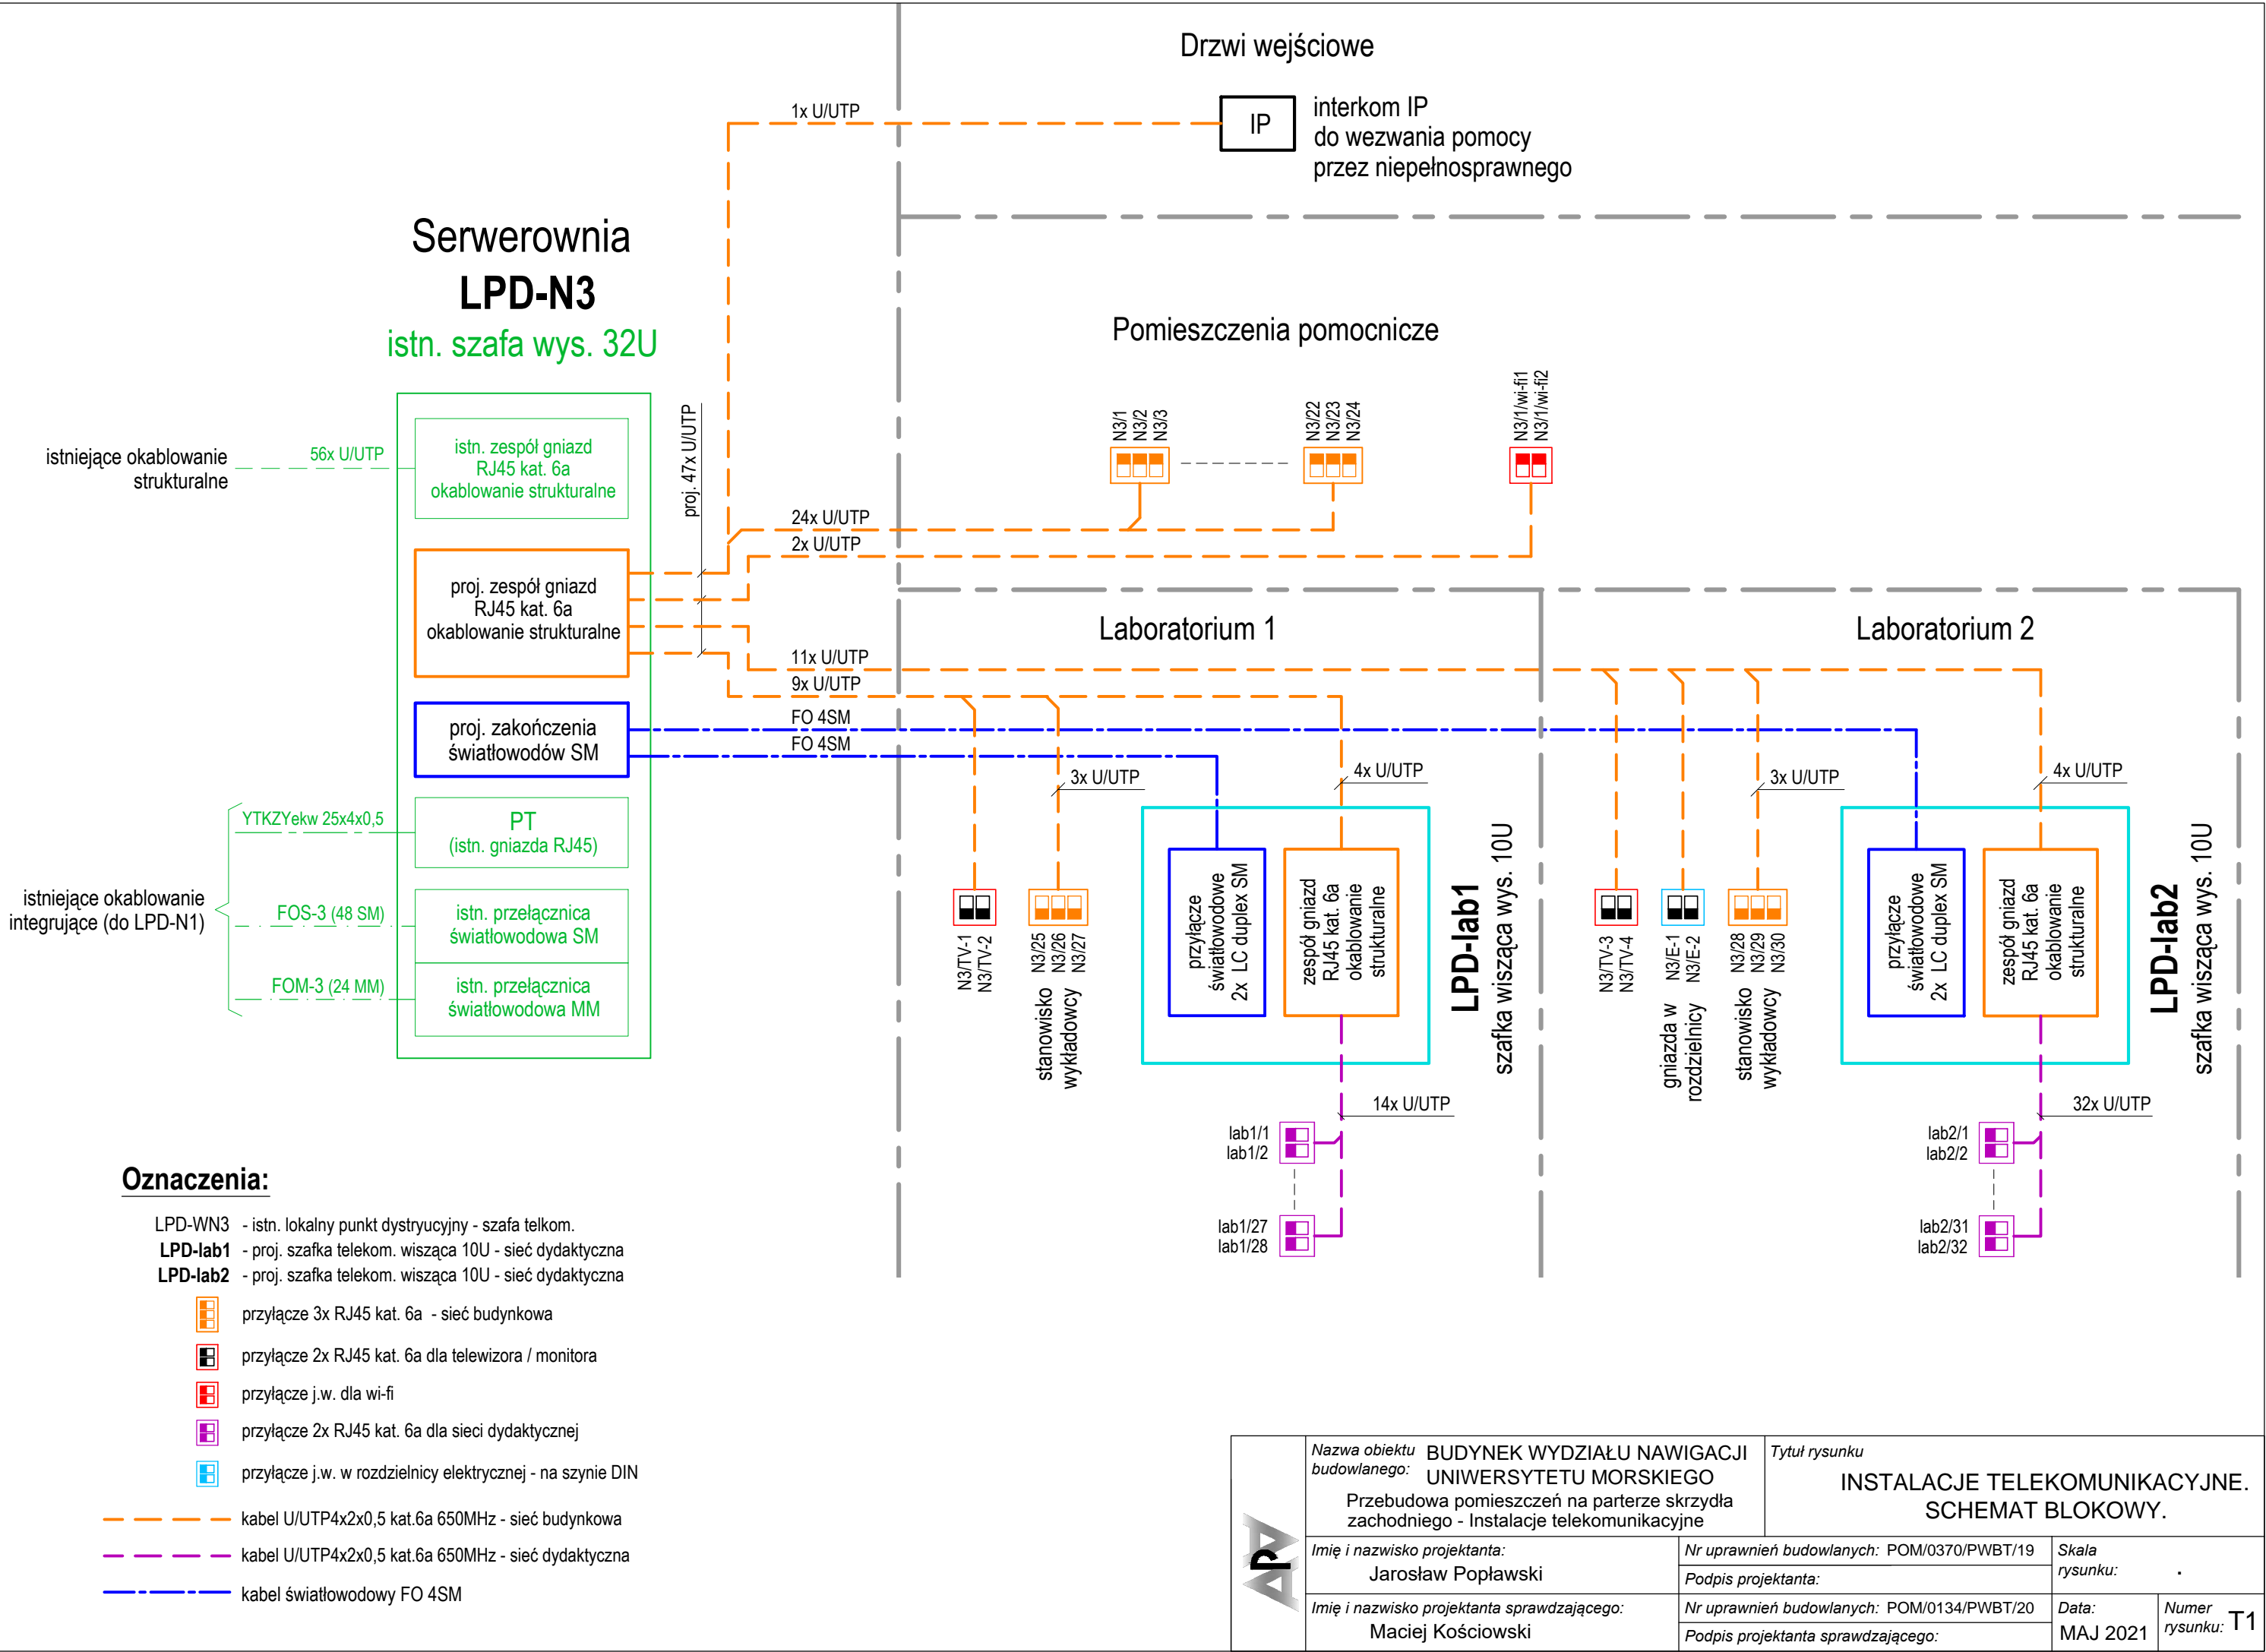 Drzwi wejściowe
1x U/UTP
IP
interkom IP
do wezwania pomocy
przez niepełnosprawnego
Serwerownia
LPD-N3
istn. szafa wys. 32U
Pomieszczenia pomocnicze
N3/1
N3/2
N3/3
N3/22
N3/23
N3/24
N3/1/wi-fi1
N3/1/wi-fi2
istniejące okablowanie
strukturalne
56x U/UTP
istn. zespół gniazd
RJ45 kat. 6a
okablowanie strukturalne
proj. 47x U/UTP
24x U/UTP
2x U/UTP
proj. zespół gniazd
RJ45 kat. 6a
okablowanie strukturalne
Laboratorium 1
Laboratorium 2
11x U/UTP
9x U/UTP
proj. zakończenia
światłowodów SM
FO 4SM
FO 4SM
3x U/UTP
4x U/UTP
3x U/UTP
4x U/UTP
YTKZYekw 25x4x0,5
PT
(istn. gniazda RJ45)
istniejące okablowanie
integrujące (do LPD-N1)
FOS-3 (48 SM)
istn. przełącznica
światłowodowa SM
FOM-3 (24 MM)
istn. przełącznica
światłowodowa MM
N3/TV-1
N3/TV-2
N3/25
N3/26
N3/27
stanowisko
wykładowcy
przyłącze
światłowodowe
2x LC duplex SM
zespół gniazd
RJ45 kat. 6a
okablowanie
strukturalne
LPD-lab1
szafka wisząca wys. 10U
N3/TV-3
N3/TV-4
N3/E-1
N3/E-2
gniazda w
rozdzielnicy
N3/28
N3/29
N3/30
stanowisko
wykładowcy
przyłącze
światłowodowe
2x LC duplex SM
zespół gniazd
RJ45 kat. 6a
okablowanie
strukturalne
LPD-lab2
szafka wisząca wys. 10U
14x U/UTP
lab1/1
lab1/2
lab1/27
lab1/28
32x U/UTP
lab2/1
lab2/2
lab2/31
lab2/32
Oznaczenia:
LPD-WN3 - istn. lokalny punkt dystryucyjny - szafa telkom.
LPD-lab1 - proj. szafka telekom. wisząca 10U - sieć dydaktyczna
LPD-lab2 - proj. szafka telekom. wisząca 10U - sieć dydaktyczna
przyłącze 3x RJ45 kat. 6a - sieć budynkowa
przyłącze 2x RJ45 kat. 6a dla telewizora / monitora
przyłącze j.w. dla wi-fi
przyłącze 2x RJ45 kat. 6a dla sieci dydaktycznej
przyłącze j.w. w rozdzielnicy elektrycznej - na szynie DIN
kabel U/UTP4x2x0,5 kat.6a 650MHz - sieć budynkowa
kabel U/UTP4x2x0,5 kat.6a 650MHz - sieć dydaktyczna
kabel światłowodowy FO 4SM
APA
Nazwa obiektu
budowlanego:
BUDYNEK WYDZIAŁU NAWIGACJI
UNIWERSYTETU MORSKIEGO
Przebudowa pomieszczeń na parterze skrzydła
zachodniego - Instalacje telekomunikacyjne
Tytuł rysunku
INSTALACJE TELEKOMUNIKACYJNE.
SCHEMAT BLOKOWY.
Imię i nazwisko projektanta:
Jarosław Popławski
Nr uprawnień budowlanych: POM/0370/PWBT/19
Podpis projektanta:
Skala
rysunku: .
Imię i nazwisko projektanta sprawdzającego:
Maciej Kościowski
Nr uprawnień budowlanych: POM/0134/PWBT/20
Podpis projektanta sprawdzającego:
Data:
MAJ 2021
Numer
rysunku: T1